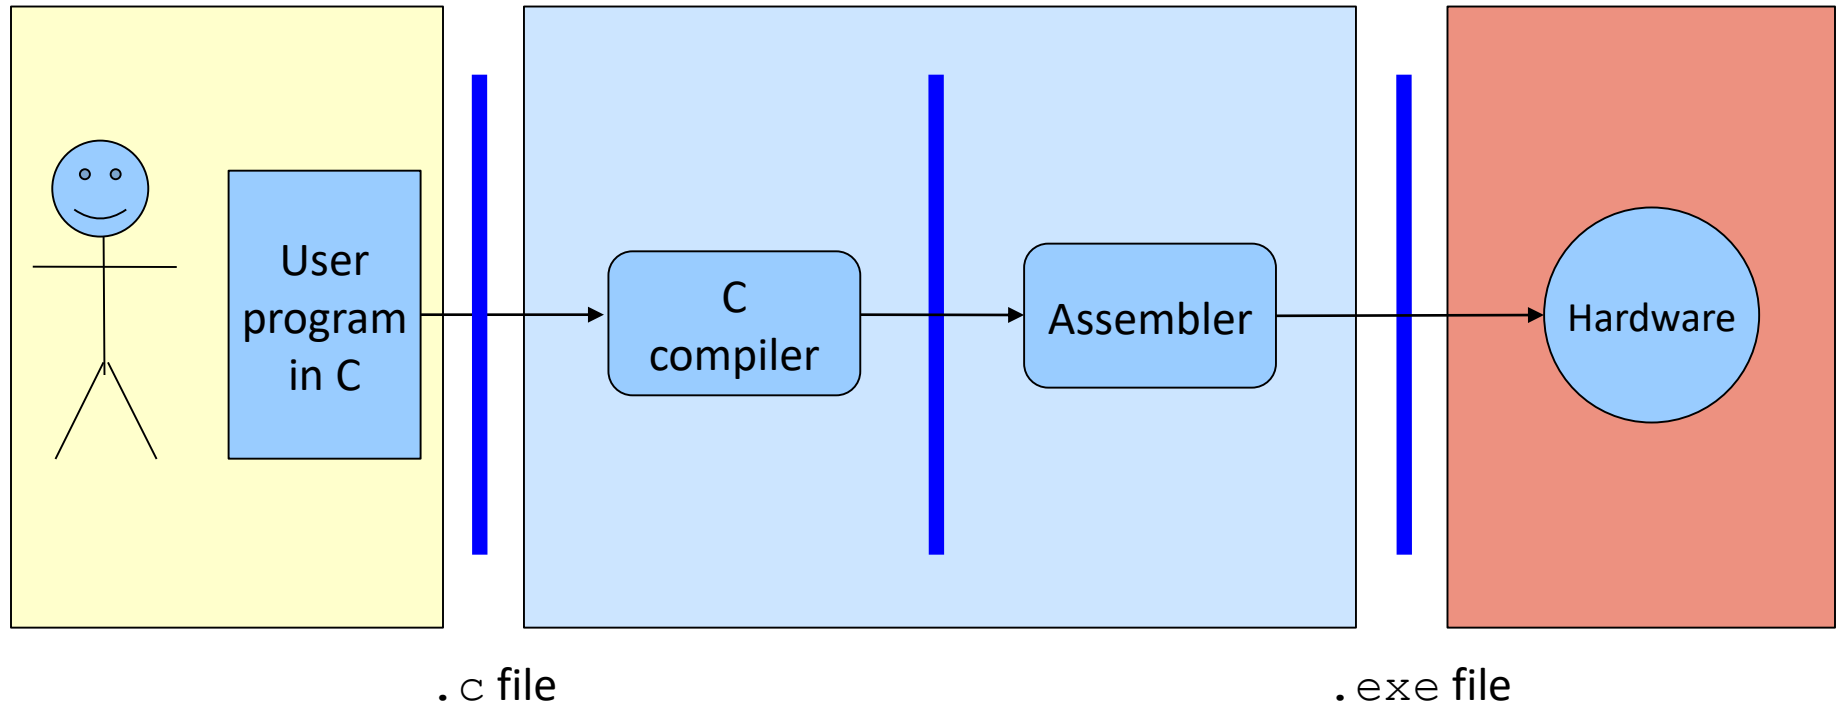 User
program
in C
C
compiler
Assembler
Hardware
.c file
.exe file